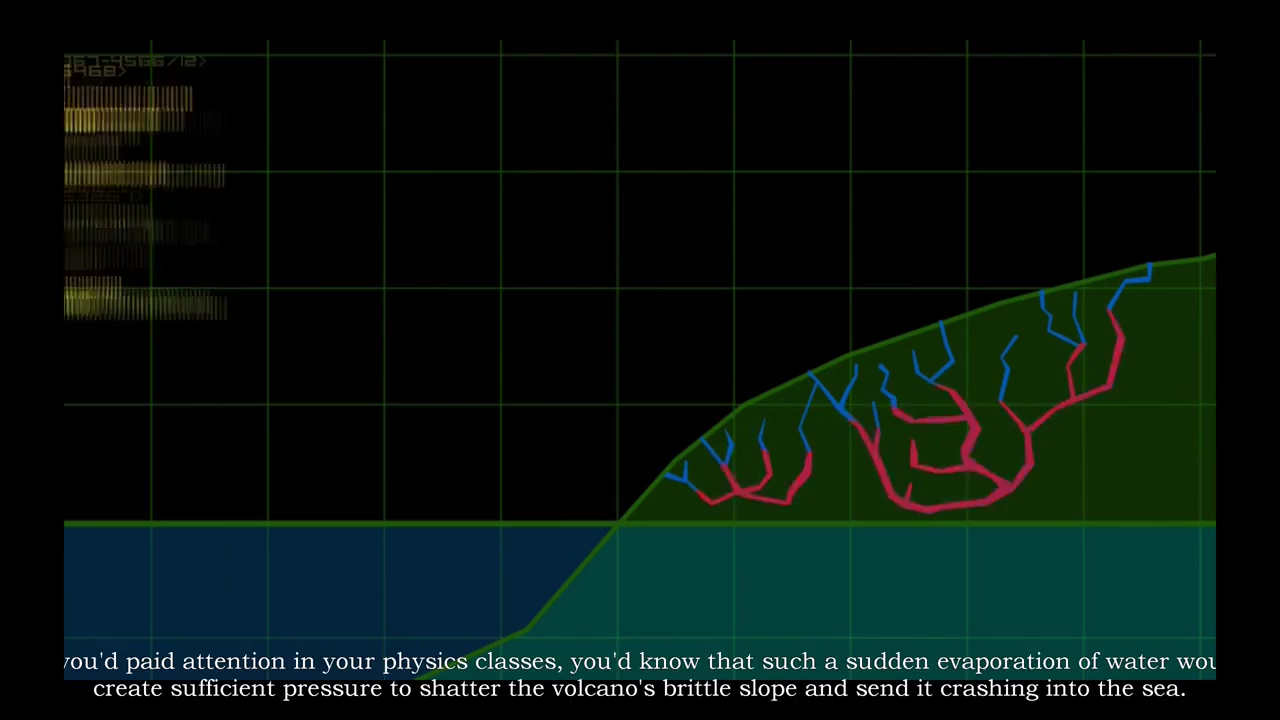 you'd paid attention in your physics classes, you'd know that such a sudden evaporation of water wou
create sufficient pressure to shatter the volcano's brittle slope and send it crashing into the sea.